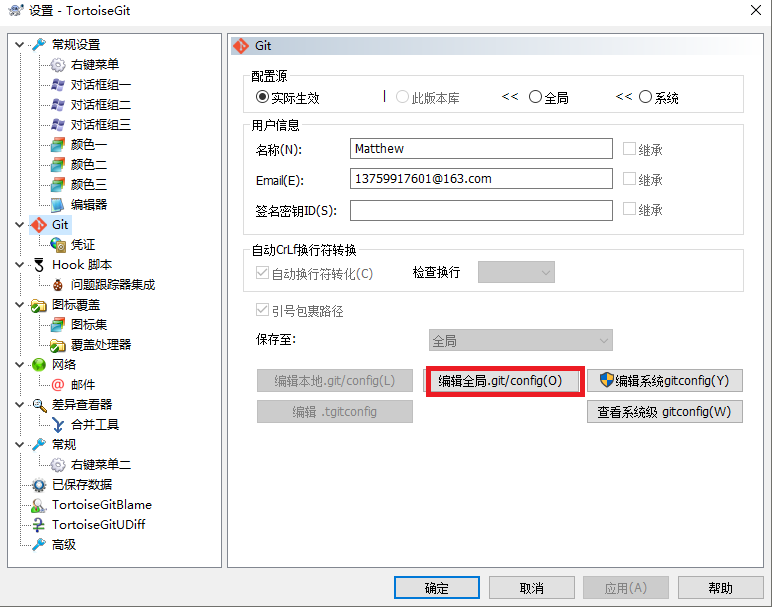 设置 - TortoiseGit
常规设置
右键菜单
对话框组一
对话框组二
对话框组三
颜色一
颜色二
颜色三
编辑器
Git
凭证
Hook 脚本
问题跟踪器集成
图标覆盖
图标集
覆盖处理器
网络
邮件
差异查看器
合并工具
常规
右键菜单二
已保存数据
TortoiseGitBlame
TortoiseGitUDiff
高级
Git
配置源
实际生效 | 此版本库 << 全局 << 系统
用户信息
名称(N): Matthew 继承
Email(E): 13759917601@163.com 继承
签名密钥ID(S): 继承
自动CrLf换行符转换
自动换行符转化(C) 检查换行
引号包裹路径
保存至: 全局
编辑本地.git/config(L) 编辑全局.git/config(O) 编辑系统gitconfig(Y)
编辑 .tgitconfig 查看系统级 gitconfig(W)
确定 取消 应用(A) 帮助